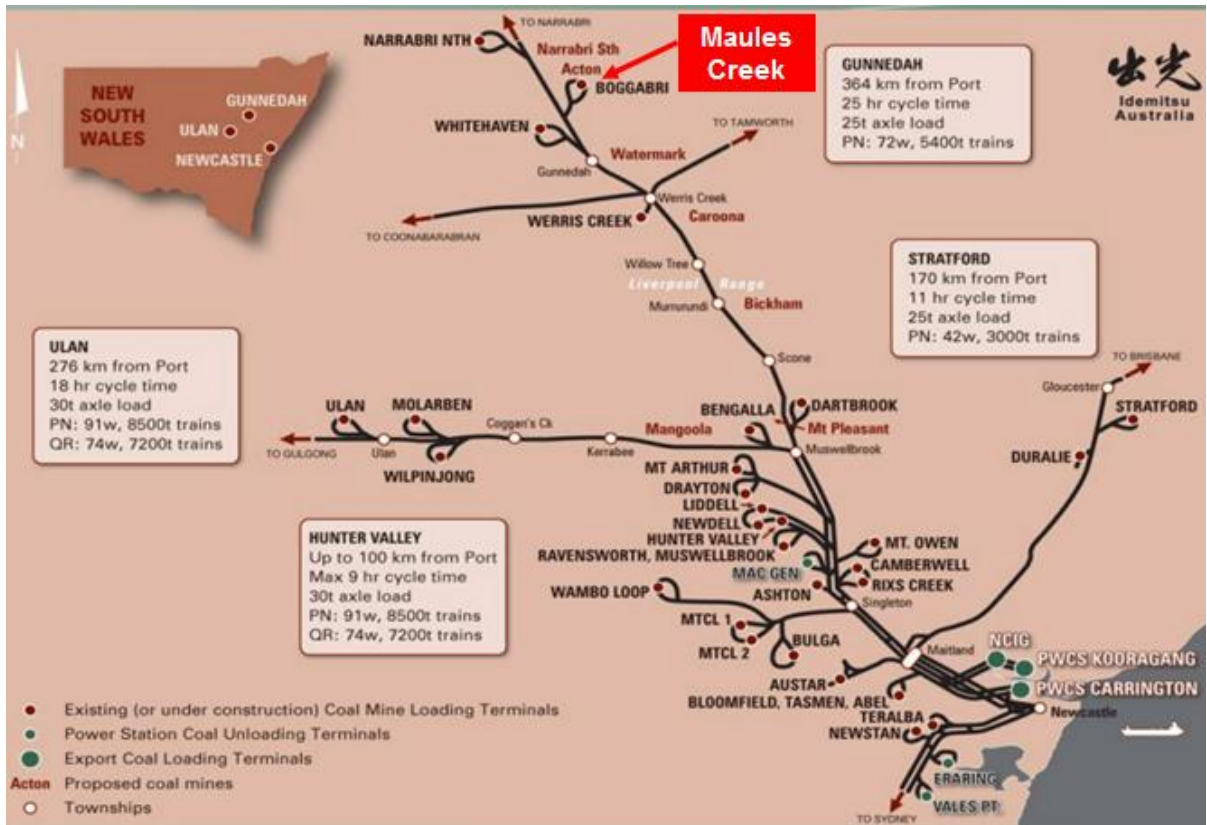 TO NARRABRI
NARRABRI NTH
Narrabri Sth
Acton
BOGGABRI
Maules
Creek
WHITEHAVEN
Gunnedah
Watermark
TO TAMWORTH
Werris Creek
WERRIS CREEK
Caroona
TO COONABARABRAN
Willow Tree
Liverpool Range
Murrurundi
Bickham
Scone
NEW
SOUTH
WALES
GUNNEDAH
ULAN
NEWCASTLE
N
GUNNEDAH
364 km from Port
25 hr cycle time
25t axle load
PN: 72w, 5400t trains
出光
Idemitsu
Australia
STRATFORD
170 km from Port
11 hr cycle time
25t axle load
PN: 42w, 3000t trains
ULAN
276 km from Port
18 hr cycle time
30t axle load
PN: 91w, 8500t trains
QR: 74w, 7200t trains
TO BRISBANE
Gloucester
STRATFORD
DURALIE
ULAN
MOLARBEN
Coggan's Ck
Kerrabee
Mangoola
TO GULGONG
Ulan
WILPINJONG
BENGALLA
DARTBROOK
Mt Pleasant
Muswellbrook
MT ARTHUR
DRAYTON
LIDDELL
NEWDELL
HUNTER VALLEY
RAVENSWORTH, MUSWELLBROOK
MAC GEN
ASHTON
MT. OWEN
CAMBERWELL
RIXS CREEK
Singleton
HUNTER VALLEY
Up to 100 km from Port
Max 9 hr cycle time
30t axle load
PN: 91w, 8500t trains
QR: 74w, 7200t trains
WAMBO LOOP
MTCL 1
MTCL 2
BULGA
Maitland
NCIG
PWCS KOORAGANG
PWCS CARRINGTON
Newcastle
AUSTAR
BLOOMFIELD, TASMEN, ABEL
TERALBA
NEWSTAN
ERARING
VALES PT
TO SYDNEY
Existing (or under construction) Coal Mine Loading Terminals
Power Station Coal Unloading Terminals
Export Coal Loading Terminals
Acton Proposed coal mines
Townships